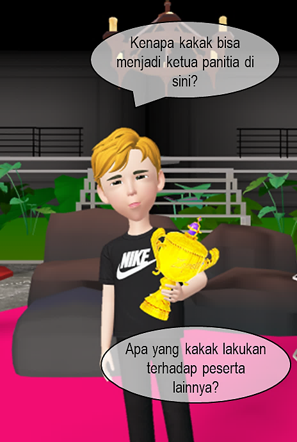 Kenapa kakak bisa
menjadi ketua panitia di
sini?
NIKE
Apa yang kakak lakukan
terhadap peserta
lainnya?